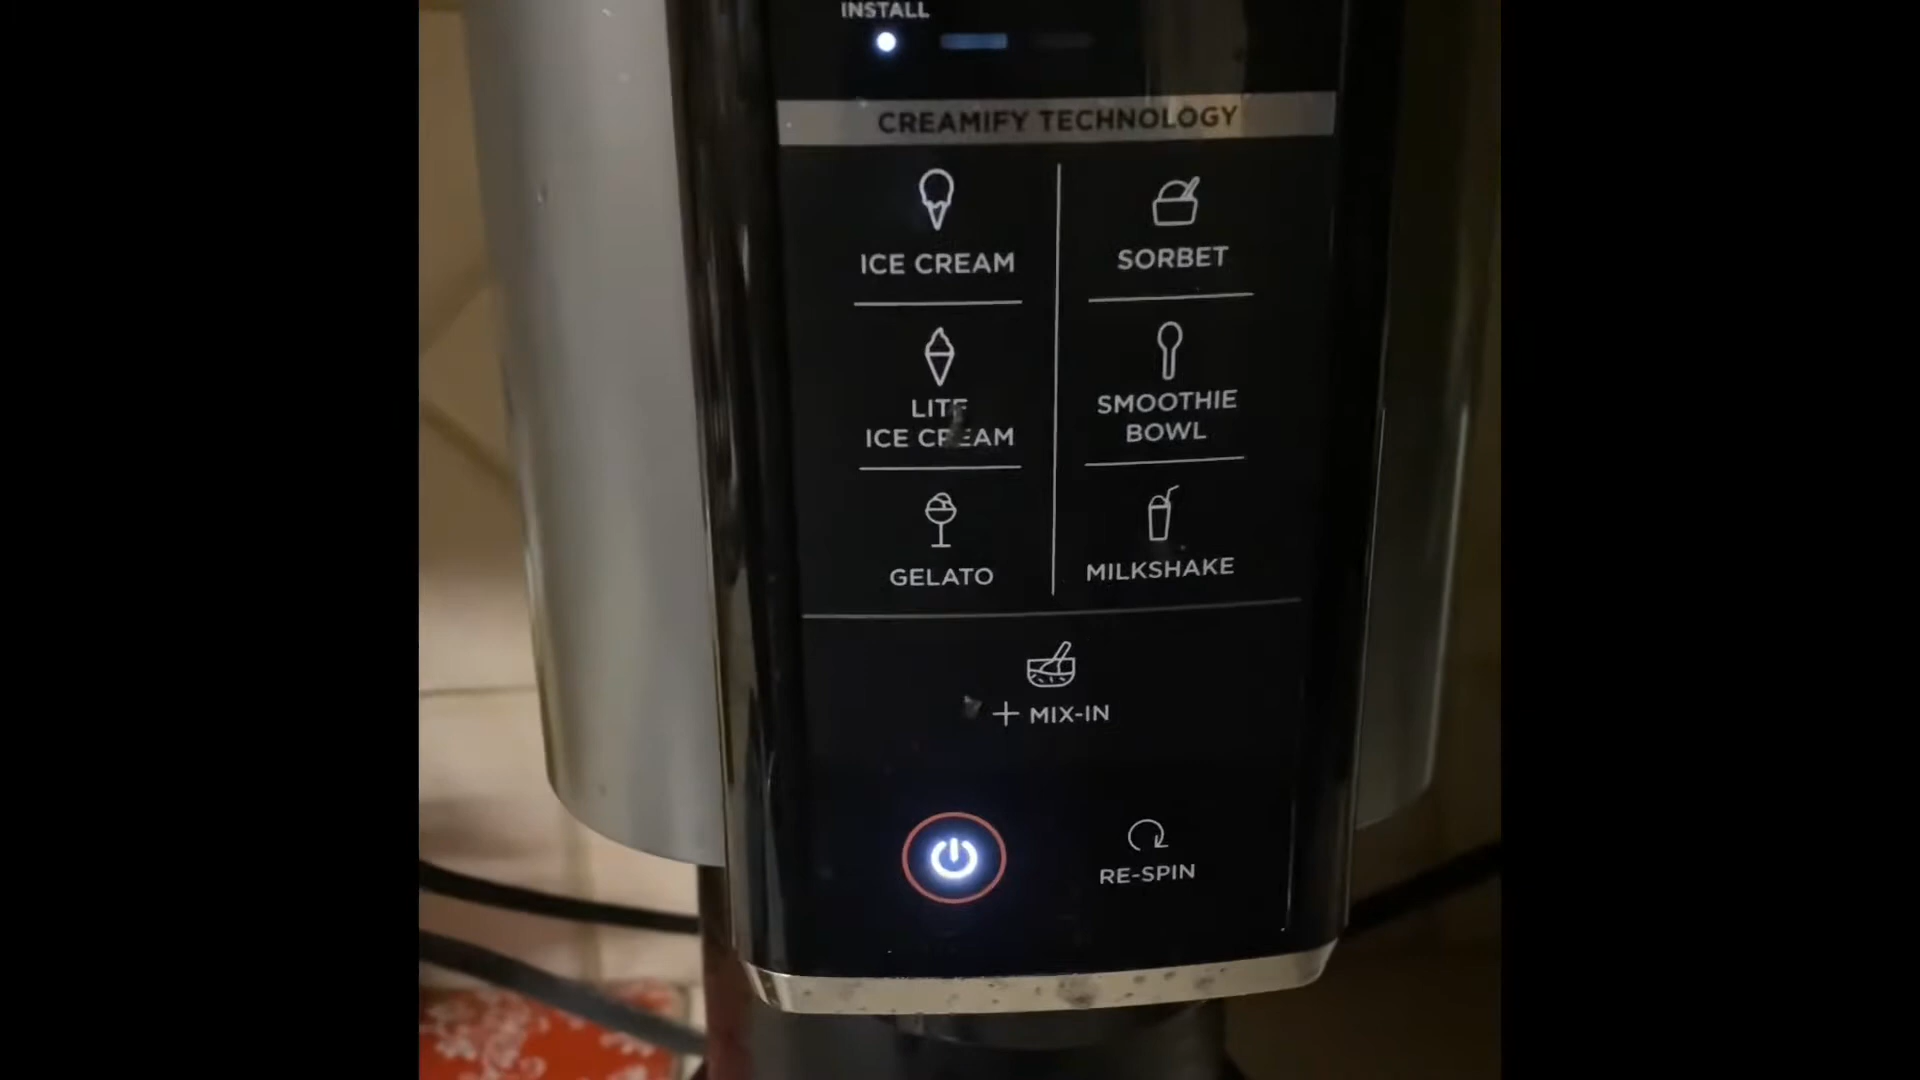 INSTALL
CREAMIFY TECHNOLOGY
ICE CREAM
SORBET
LITE
ICE CREAM
SMOOTHIE
BOWL
GELATO
MILKSHAKE
+ MIX-IN
RE-SPIN